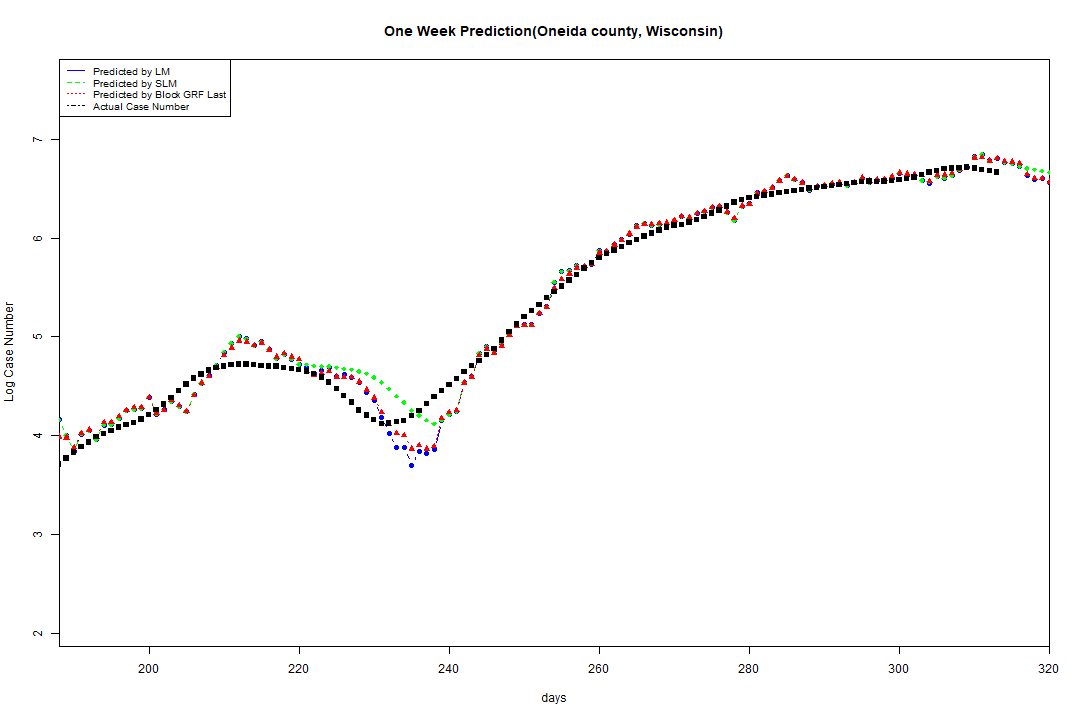 One Week Prediction(Oneida county, Wisconsin)
Predicted by LM
Predicted by SLM
Predicted by Block GRF Last
Actual Case Number
Log Case Number
7
6
5
4
3
2
200 220 240 260 280 300 320
days